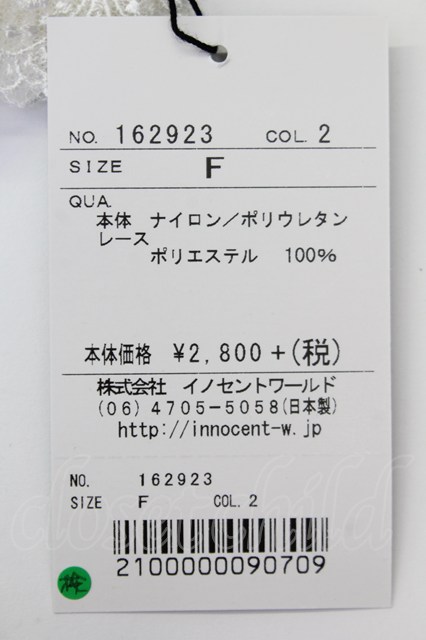 NO. 162923 COL. 2
SIZE F
QUA.
本体 ナイロン/ポリウレタン
レース
ポリエステル 100%
本体価格 ¥2,800+(税)
株式会社 イノセントワールド
(06)4705-5058(日本製)
http://innocent-w.jp
NO. 162923
SIZE F COL. 2
2100000090709
closetchild